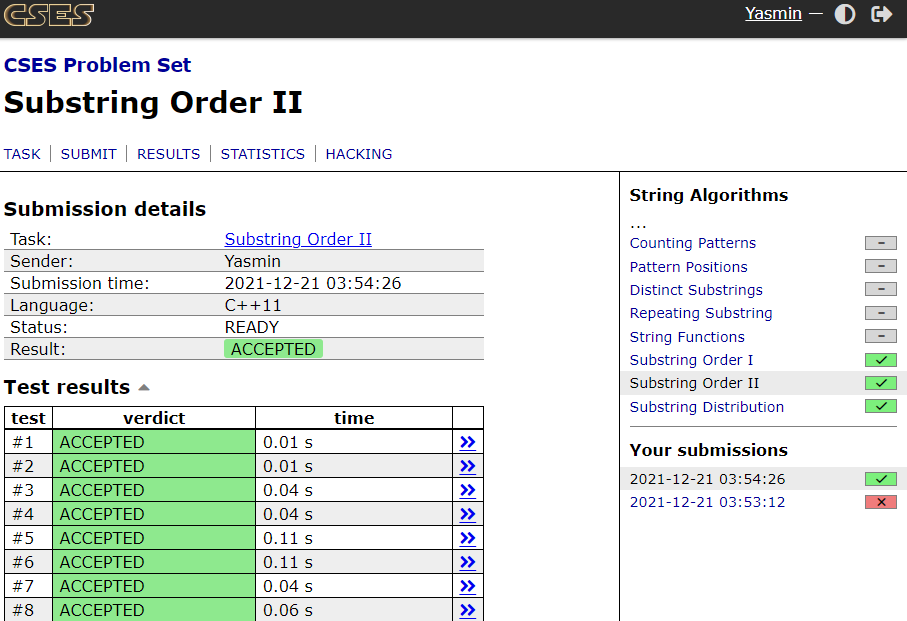 CSES
Yasmin —
CSES Problem Set
Substring Order II
TASK | SUBMIT | RESULTS | STATISTICS | HACKING
Submission details
Task: Substring Order II
Sender: Yasmin
Submission time: 2021-12-21 03:54:26
Language: C++11
Status: READY
Result: ACCEPTED
Test results
test verdict time
#1 ACCEPTED 0.01 s »
#2 ACCEPTED 0.01 s »
#3 ACCEPTED 0.04 s »
#4 ACCEPTED 0.04 s »
#5 ACCEPTED 0.11 s »
#6 ACCEPTED 0.11 s »
#7 ACCEPTED 0.04 s »
#8 ACCEPTED 0.06 s »
String Algorithms
...
Counting Patterns –
Pattern Positions –
Distinct Substrings –
Repeating Substring –
String Functions –
Substring Order I ✓
Substring Order II ✓
Substring Distribution ✓
Your submissions
2021-12-21 03:54:26 ✓
2021-12-21 03:53:12 ×